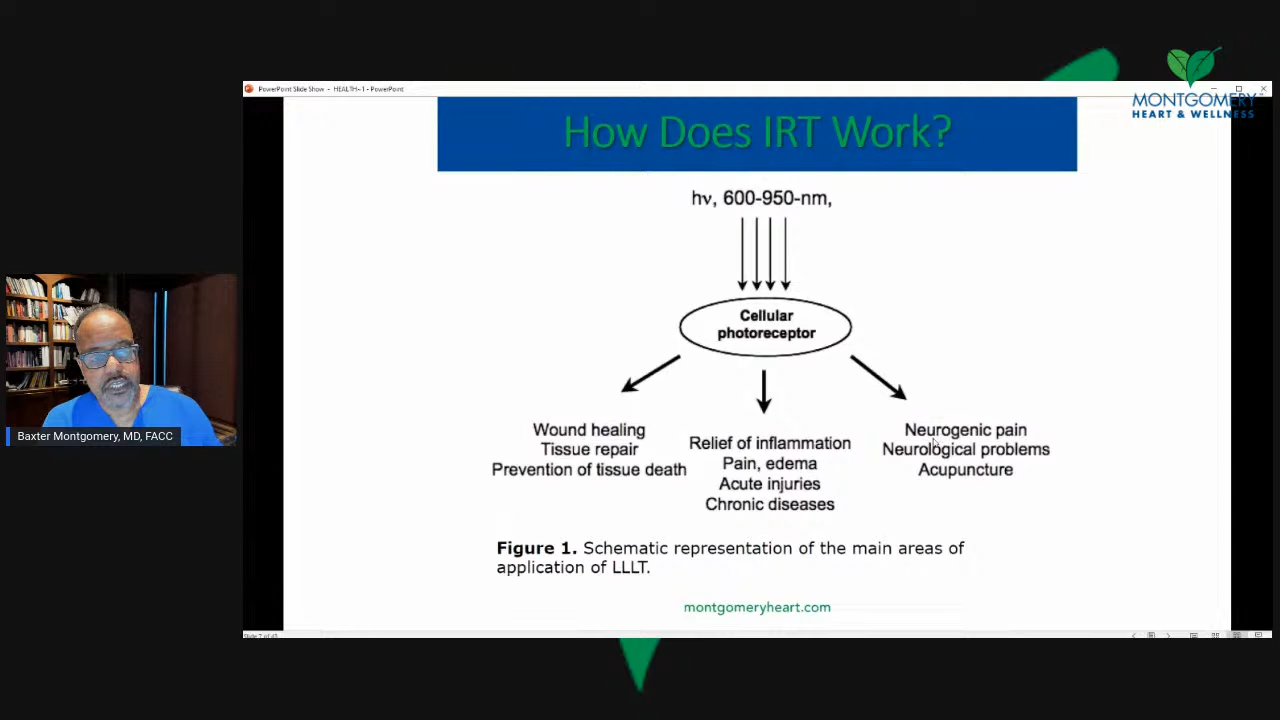 PowerPoint Slide Show - HEALTH~1 - PowerPoint
MONTGOMERY
HEART & WELLNESS
How Does IRT Work?
hν, 600-950-nm,
Cellular
photoreceptor
Wound healing
Tissue repair
Prevention of tissue death
Relief of inflammation
Pain, edema
Acute injuries
Chronic diseases
Neurogenic pain
Neurological problems
Acupuncture
Figure 1. Schematic representation of the main areas of
application of LLLT.
montgomeryheart.com
Baxter Montgomery, MD, FACC